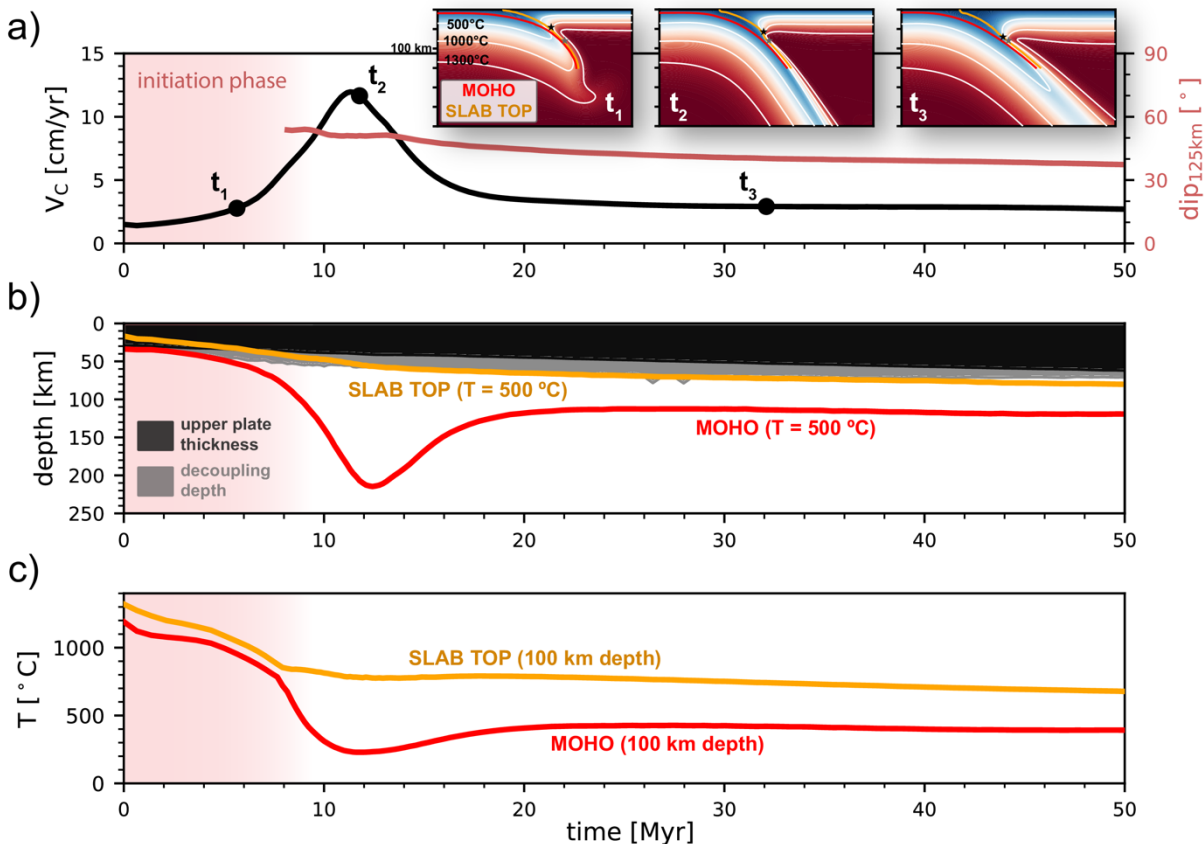 a)
500°C
1000°C
1300°C
100 km
MOHO
SLAB TOP
t1
t2
t3
initiation phase
t1
t2
t3
VC [cm/yr]
15
10
5
0
dip125km [°]
90
60
30
0
0 10 20 30 40 50
b)
SLAB TOP (T = 500 ºC)
MOHO (T = 500 ºC)
upper plate
thickness
decoupling
depth
depth [km]
0
50
100
150
200
250
0 10 20 30 40 50
c)
SLAB TOP (100 km depth)
MOHO (100 km depth)
T [°C]
1000
500
0
0 10 20 30 40 50
time [Myr]